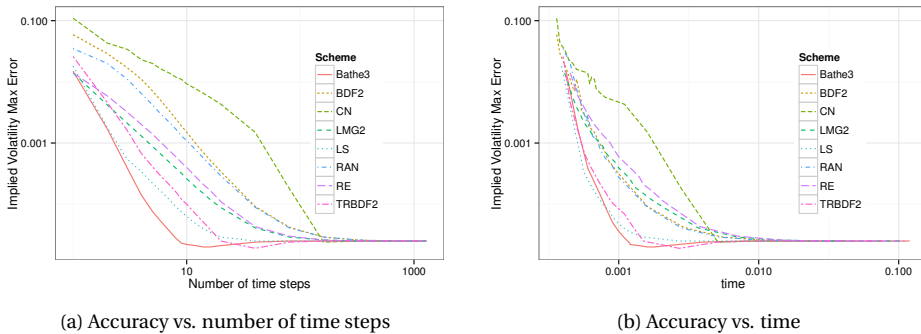 0.100
0.001
Implied Volatility Max Error
10
1000
Number of time steps
Scheme
Bathe3
BDF2
CN
LMG2
LS
RAN
RE
TRBDF2
(a) Accuracy vs. number of time steps
0.100
0.001
Implied Volatility Max Error
0.001
0.010
0.100
time
Scheme
Bathe3
BDF2
CN
LMG2
LS
RAN
RE
TRBDF2
(b) Accuracy vs. time